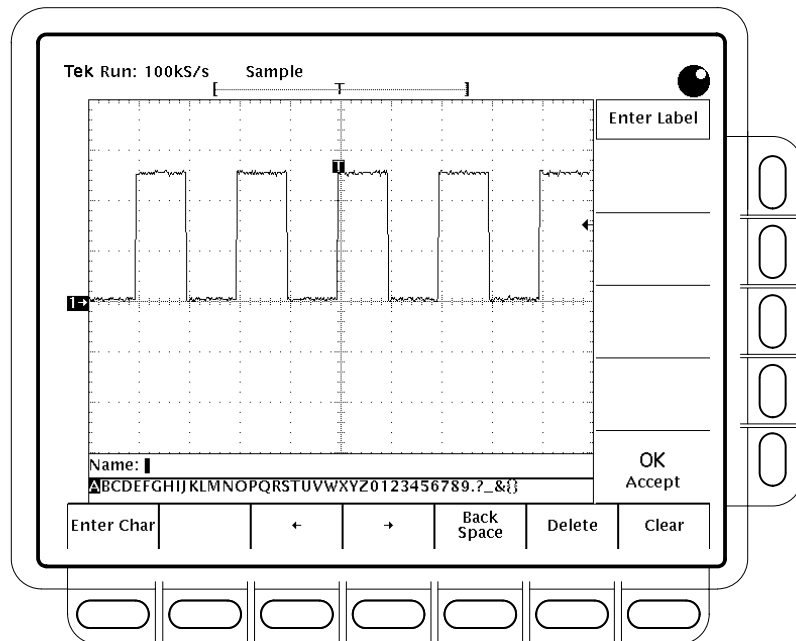 Tek Run: 100kS/s Sample
T
Enter Label
T
1→
Name:
ABCDEFGHIJKLMNOPQRSTUVWXYZ0123456789.?_&{}
OK
Accept
Enter Char
←
→
Back
Space
Delete
Clear